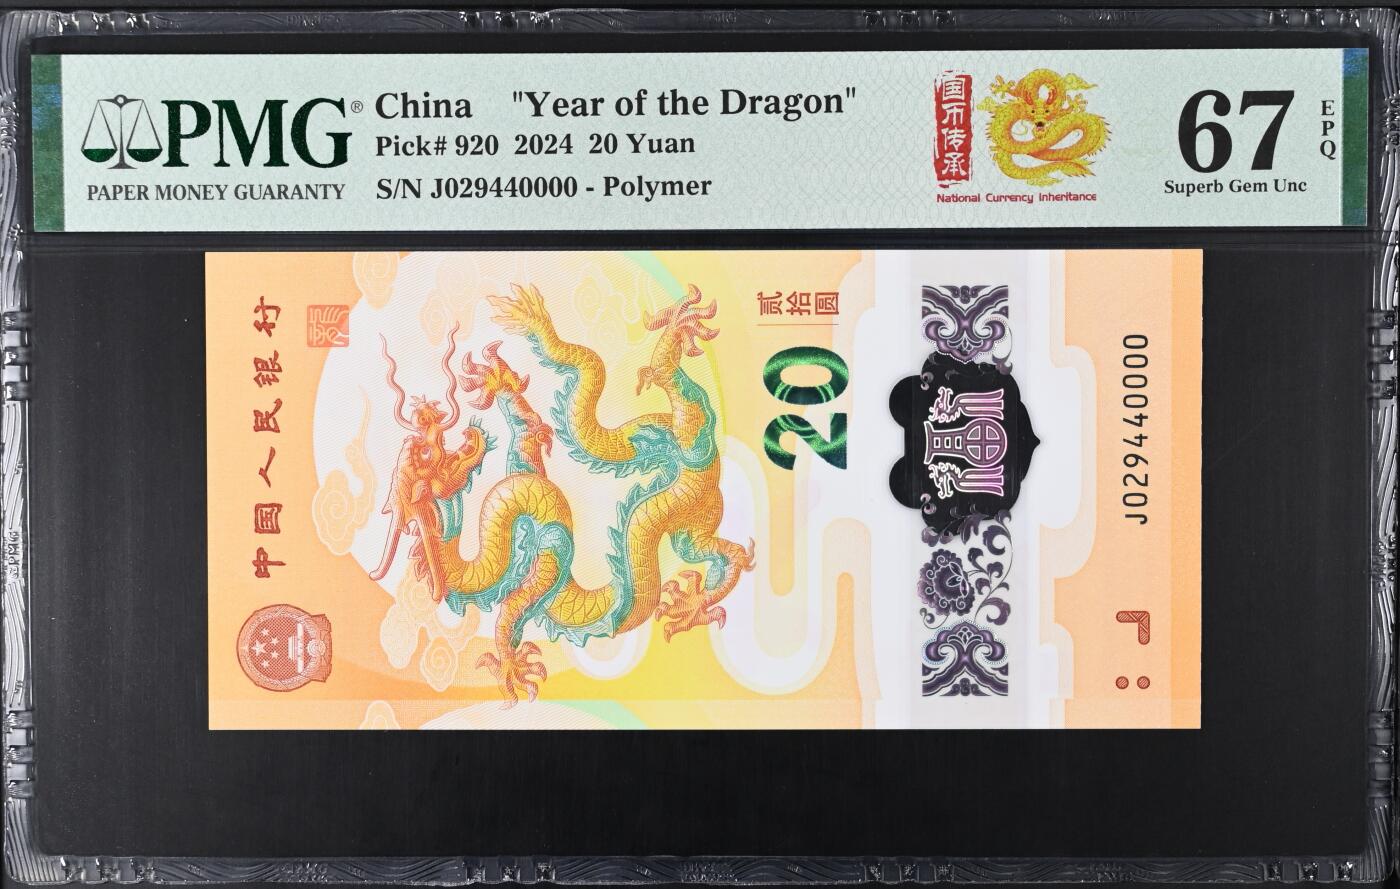 PMG®
PAPER MONEY GUARANTY
China "Year of the Dragon"
Pick# 920 2024 20 Yuan
S/N J029440000 - Polymer
国币传承
National Currency Inheritance
67
EPQ
Superb Gem Unc
中国人民银行
贰拾圆
20
J029440000